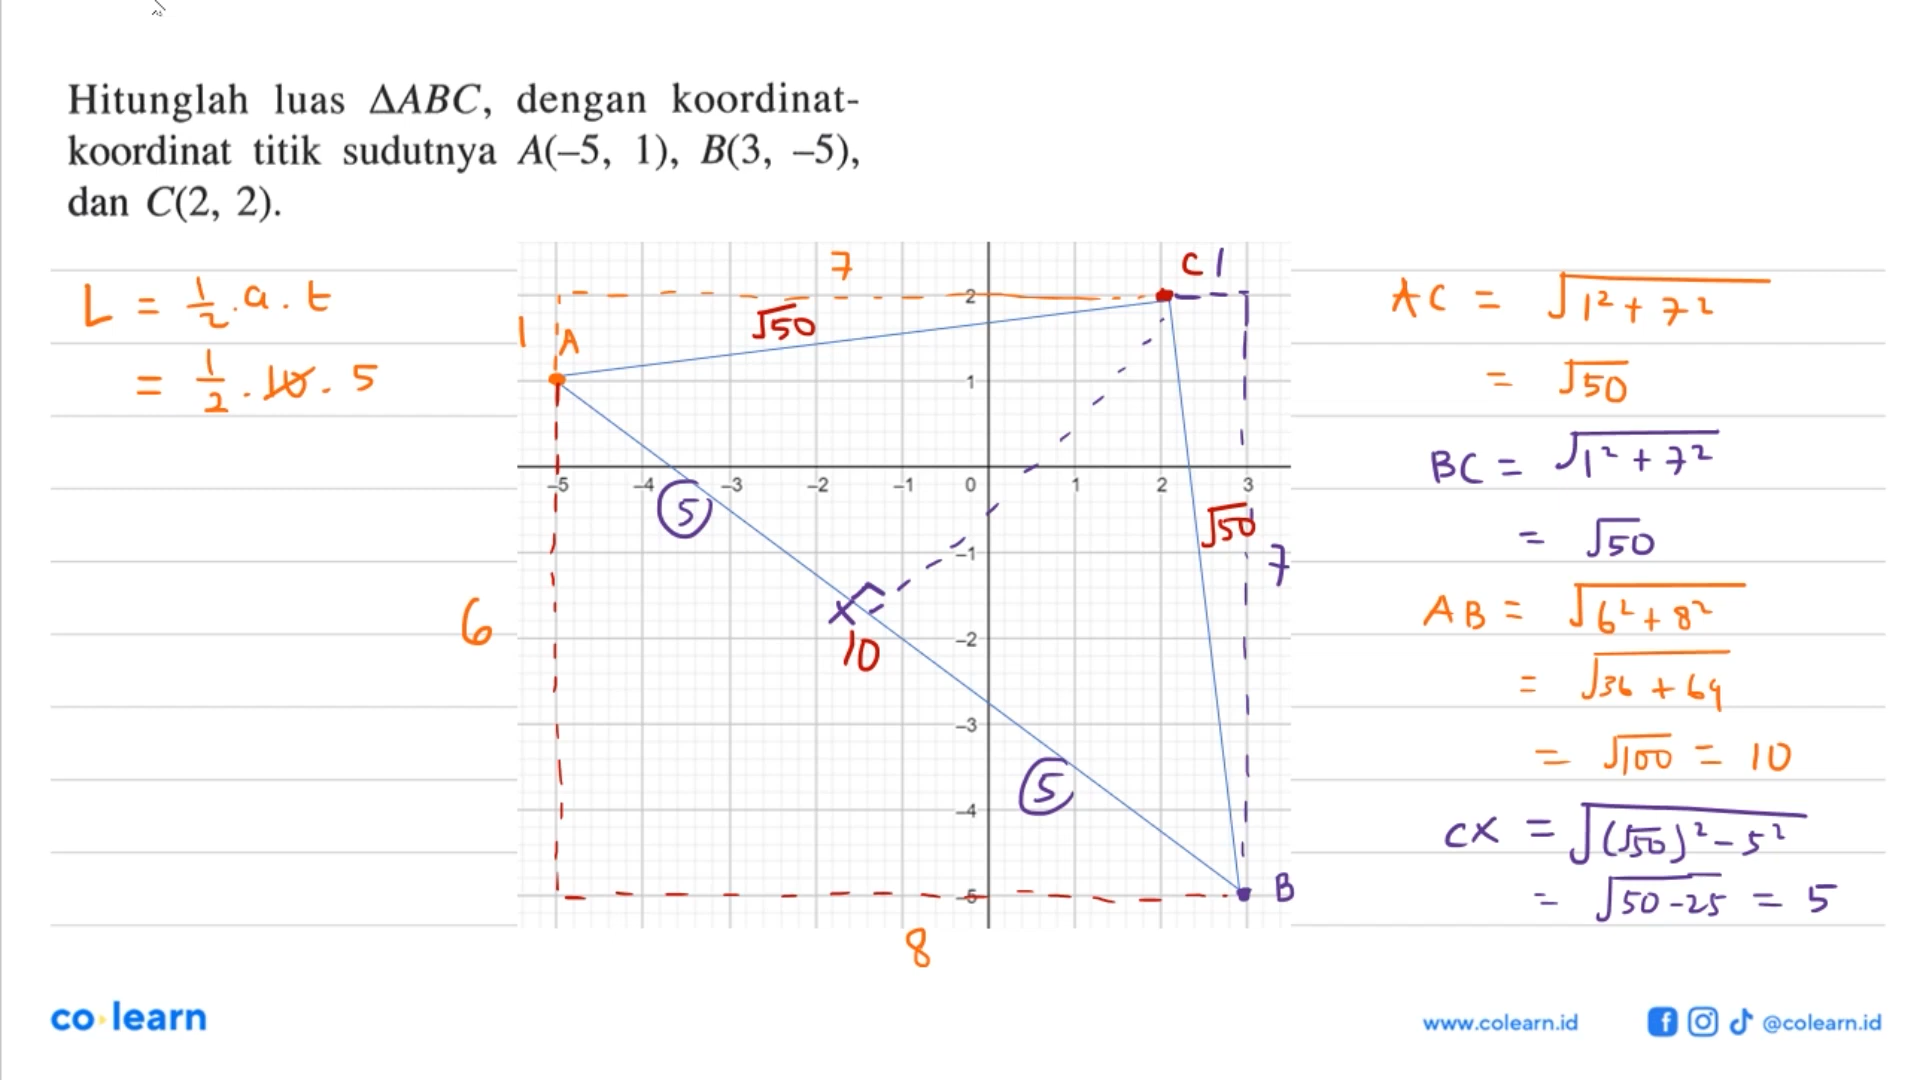 Hitunglah luas ΔABC, dengan koordinat-
koordinat titik sudutnya A(–5, 1), B(3, –5),
dan C(2, 2).
L = 1/2 . a . t
= 1/2 . 10 . 5
7
C 1
1 A
√50
2
1
-5 -4 -3 -2 -1 0 1 2 3
5
√50
-1
7
6
X
10
-2
-3
5
-4
-5
B
8
AC = √(1² + 7²)
= √50
BC = √(1² + 7²)
= √50
AB = √(6² + 8²)
= √(36 + 64)
= √100 = 10
CX = √((√50)² - 5²)
= √(50 - 25) = 5
co learn
www.colearn.id
@colearn.id